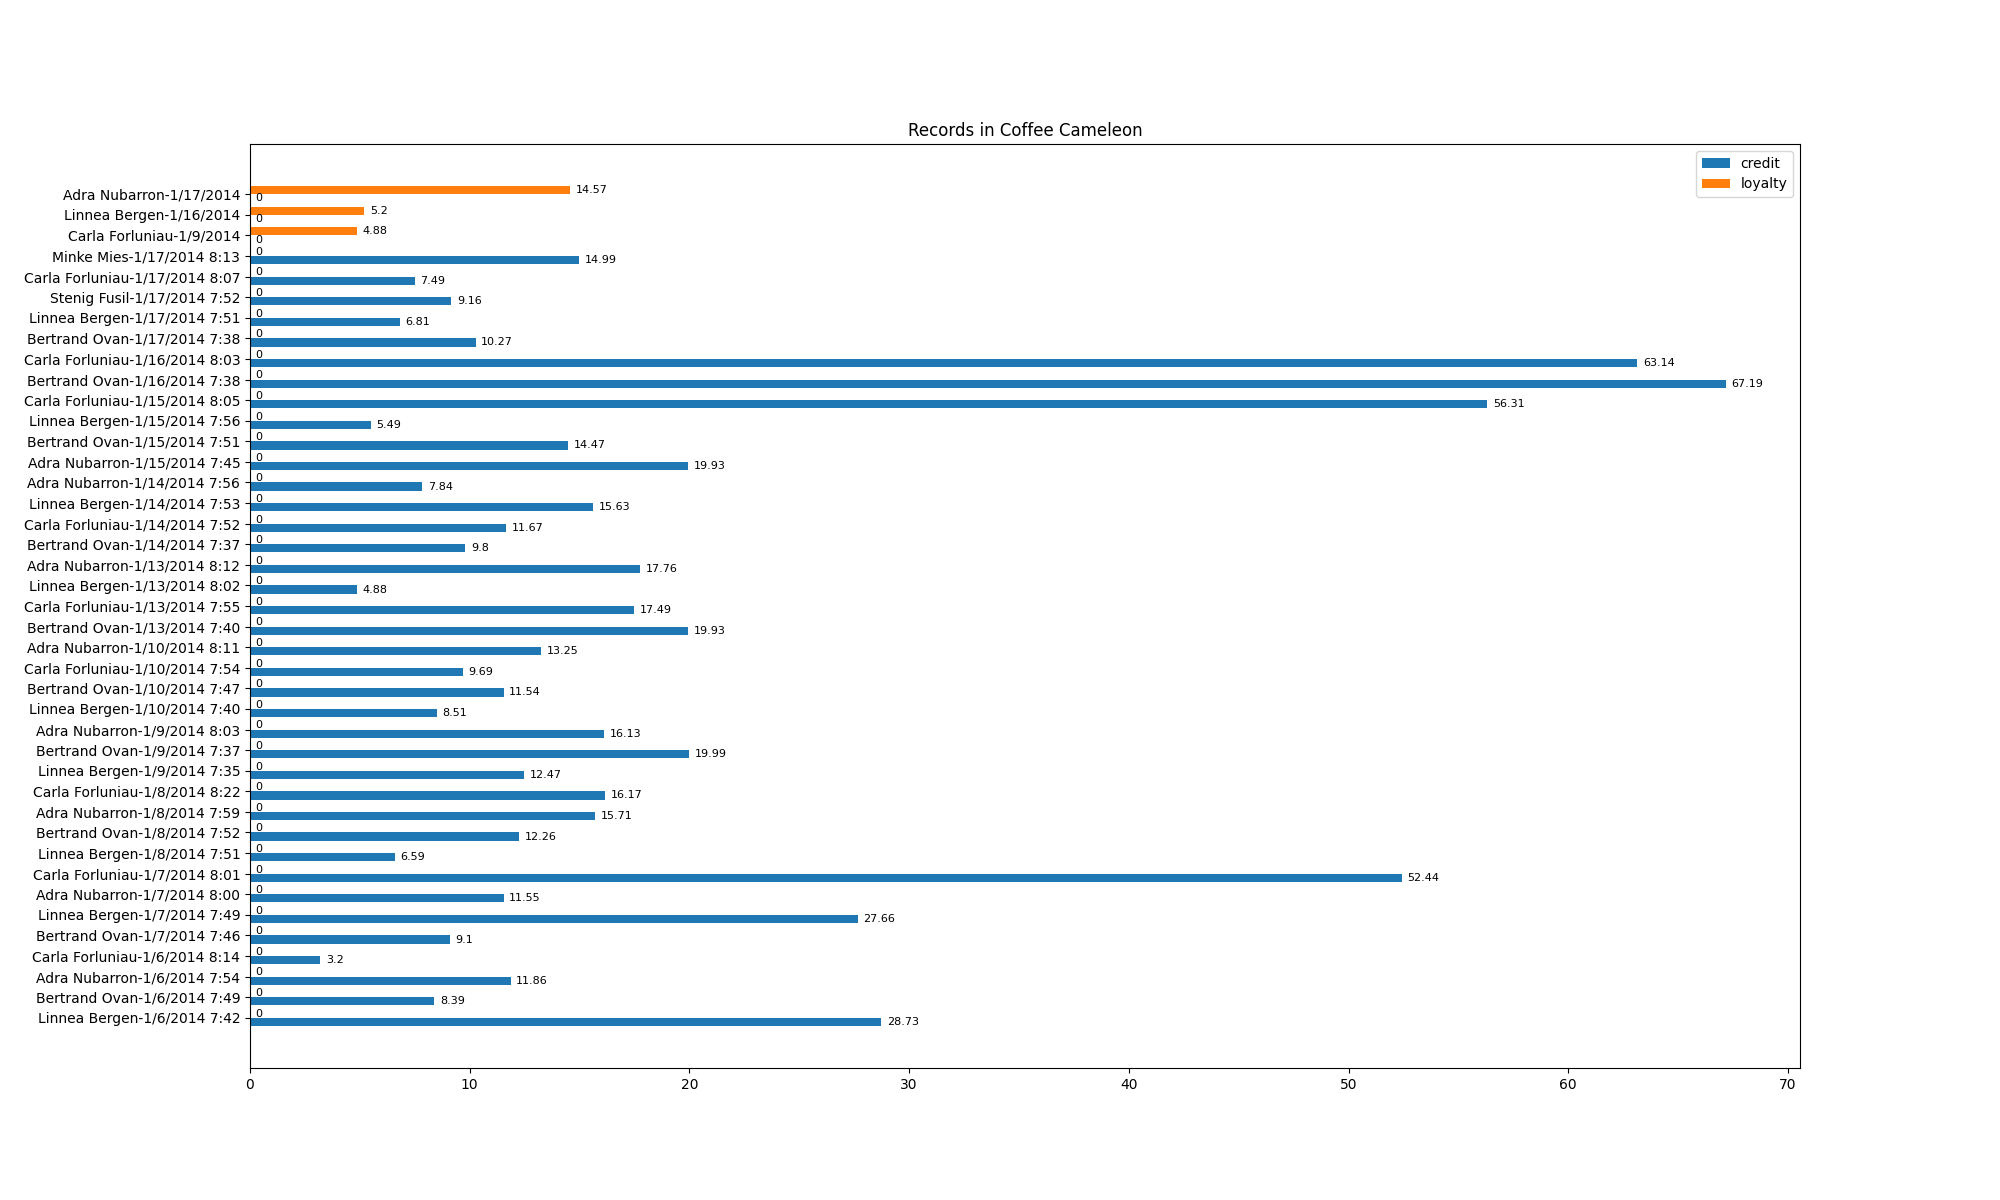 Records in Coffee Cameleon
credit
loyalty
Adra Nubarron-1/17/2014 14.57 0
Linnea Bergen-1/16/2014 5.2 0
Carla Forluniau-1/9/2014 4.88 0
Minke Mies-1/17/2014 8:13 0 14.99
Carla Forluniau-1/17/2014 8:07 0 7.49
Stenig Fusil-1/17/2014 7:52 0 9.16
Linnea Bergen-1/17/2014 7:51 0 6.81
Bertrand Ovan-1/17/2014 7:38 0 10.27
Carla Forluniau-1/16/2014 8:03 0 63.14
Bertrand Ovan-1/16/2014 7:38 0 67.19
Carla Forluniau-1/15/2014 8:05 0 56.31
Linnea Bergen-1/15/2014 7:56 0 5.49
Bertrand Ovan-1/15/2014 7:51 0 14.47
Adra Nubarron-1/15/2014 7:45 0 19.93
Adra Nubarron-1/14/2014 7:56 0 7.84
Linnea Bergen-1/14/2014 7:53 0 15.63
Carla Forluniau-1/14/2014 7:52 0 11.67
Bertrand Ovan-1/14/2014 7:37 0 9.8
Adra Nubarron-1/13/2014 8:12 0 17.76
Linnea Bergen-1/13/2014 8:02 0 4.88
Carla Forluniau-1/13/2014 7:55 0 17.49
Bertrand Ovan-1/13/2014 7:40 0 19.93
Adra Nubarron-1/10/2014 8:11 0 13.25
Carla Forluniau-1/10/2014 7:54 0 9.69
Bertrand Ovan-1/10/2014 7:47 0 11.54
Linnea Bergen-1/10/2014 7:40 0 8.51
Adra Nubarron-1/9/2014 8:03 0 16.13
Bertrand Ovan-1/9/2014 7:37 0 19.99
Linnea Bergen-1/9/2014 7:35 0 12.47
Carla Forluniau-1/8/2014 8:22 0 16.17
Adra Nubarron-1/8/2014 7:59 0 15.71
Bertrand Ovan-1/8/2014 7:52 0 12.26
Linnea Bergen-1/8/2014 7:51 0 6.59
Carla Forluniau-1/7/2014 8:01 0 52.44
Adra Nubarron-1/7/2014 8:00 0 11.55
Linnea Bergen-1/7/2014 7:49 0 27.66
Bertrand Ovan-1/7/2014 7:46 0 9.1
Carla Forluniau-1/6/2014 8:14 0 3.2
Adra Nubarron-1/6/2014 7:54 0 11.86
Bertrand Ovan-1/6/2014 7:49 0 8.39
Linnea Bergen-1/6/2014 7:42 0 28.73
0 10 20 30 40 50 60 70